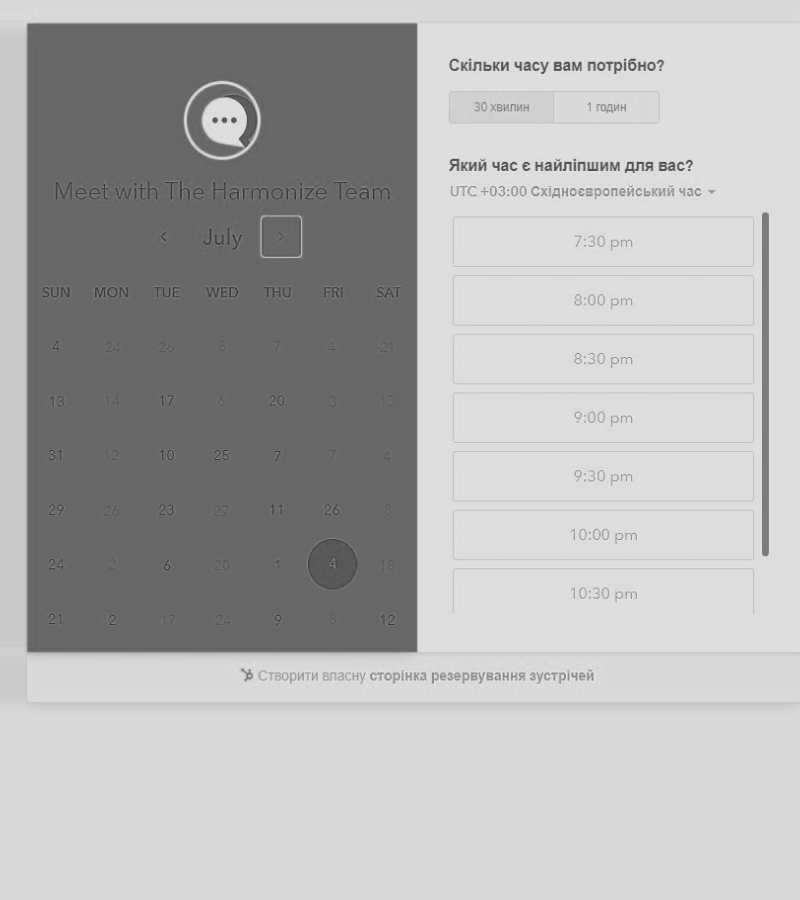 Meet with The Harmonize Team
July
SUN MON TUE WED THU FRI SAT
4 24 26 8 7 4 21
13 14 17 6 20 3 13
31 12 10 25 7 7 4
29 26 23 27 11 26 8
24 2 6 20 1 4 18
21 2 17 24 9 8 12
Скільки часу вам потрібно?
30 хвилин 1 годин
Який час є найліпшим для вас?
UTC +03:00 Східноєвропейський час
7:30 pm
8:00 pm
8:30 pm
9:00 pm
9:30 pm
10:00 pm
10:30 pm
Створити власну сторінка резервування зустрічей